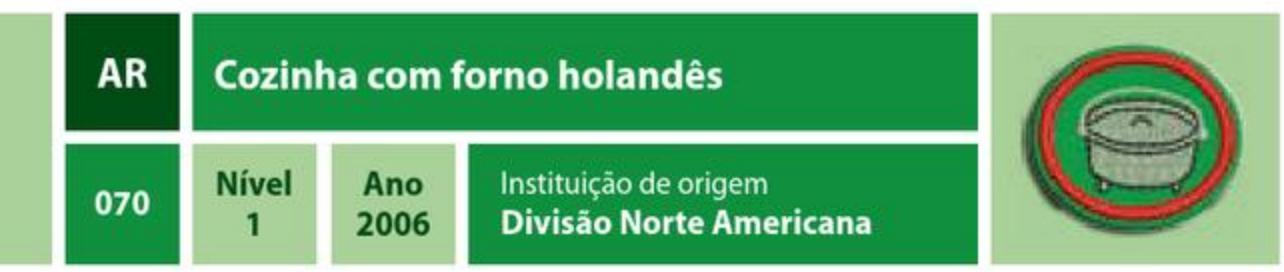 AR
Cozinha com forno holandês
070
Nível
1
Ano
2006
Instituição de origem
Divisão Norte Americana